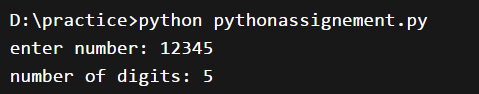 D:\practice>python pythonassignement.py
enter number: 12345
number of digits: 5